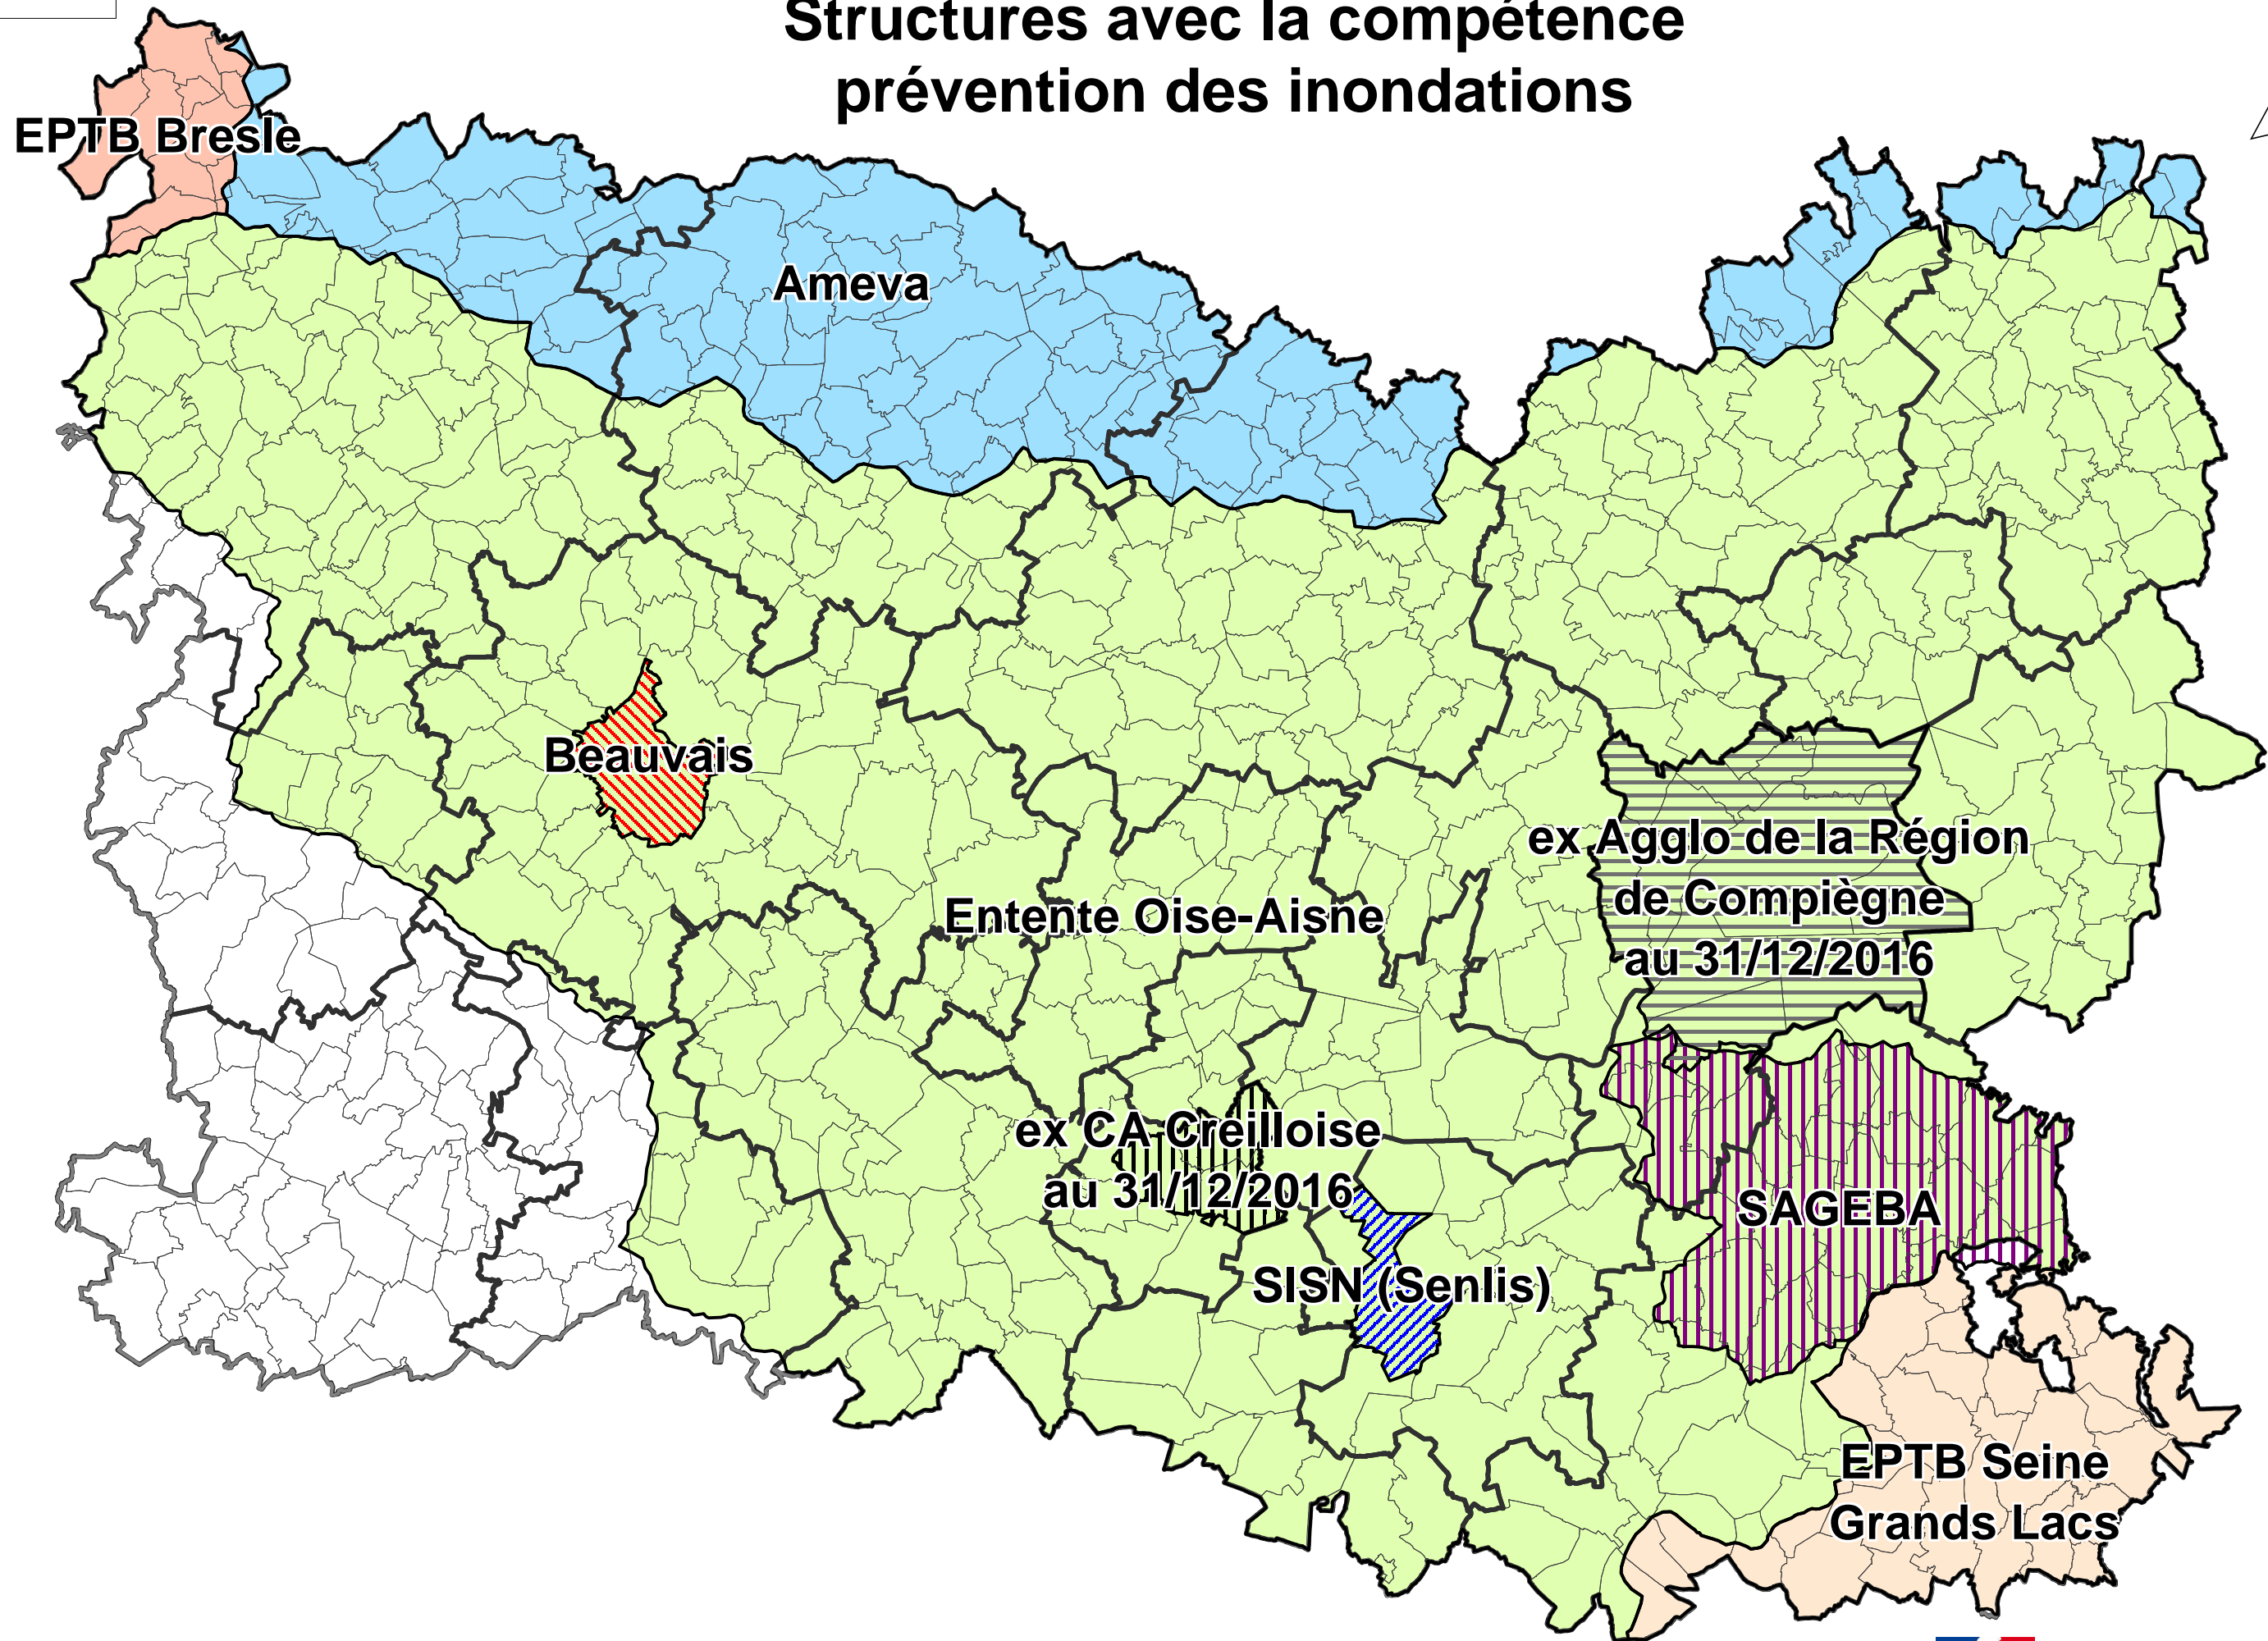 Structures avec la compétence
prévention des inondations
EPTB Bresle
Ameva
Beauvais
ex Agglo de la Région
de Compiègne
au 31/12/2016
Entente Oise-Aisne
ex CA Creilloise
au 31/12/2016
SAGEBA
SISN (Senlis)
EPTB Seine
Grands Lacs